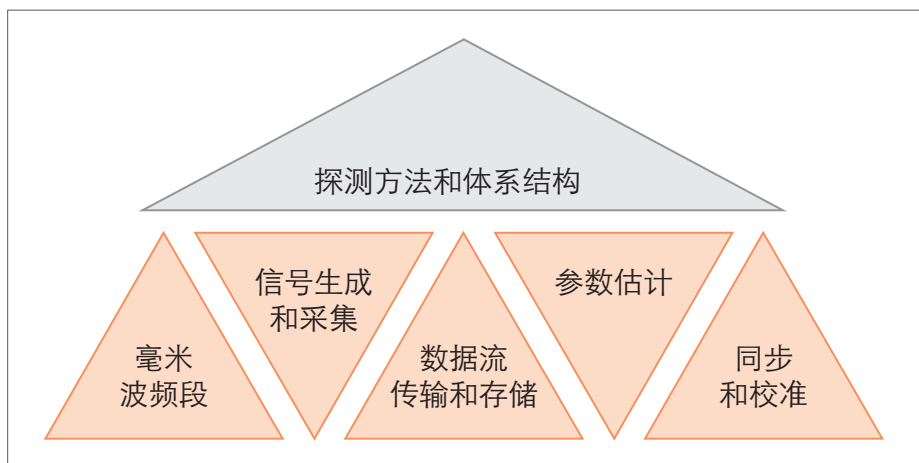 探测方法和体系结构
信号生成
和采集
参数估计
毫米
波频段
数据流
传输和存储
同步
和校准